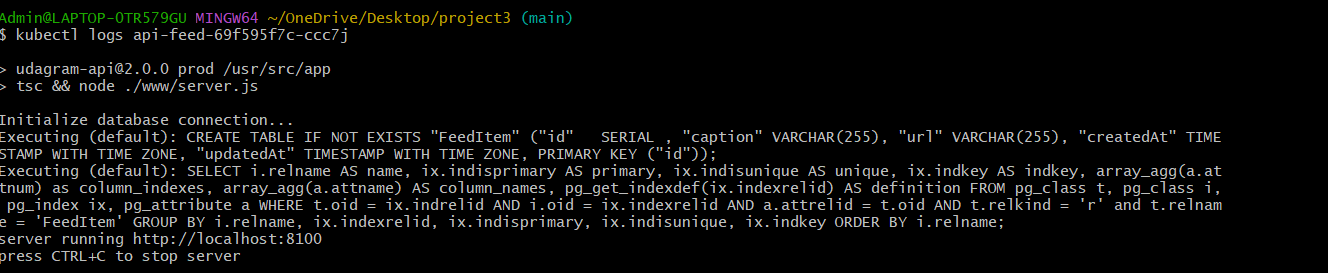 Admin@LAPTOP-OTR579GU MINGW64 ~/OneDrive/Desktop/project3 (main)
$ kubectl logs api-feed-69f595f7c-ccc7j
> udagram-api@2.0.0 prod /usr/src/app
> tsc && node ./www/server.js
Initialize database connection...
Executing (default): CREATE TABLE IF NOT EXISTS "FeedItem" ("id"   SERIAL , "caption" VARCHAR(255), "url" VARCHAR(255), "createdAt" TIME
STAMP WITH TIME ZONE, "updatedAt" TIMESTAMP WITH TIME ZONE, PRIMARY KEY ("id"));
Executing (default): SELECT i.relname AS name, ix.indisprimary AS primary, ix.indisunique AS unique, ix.indkey AS indkey, array_agg(a.at
tnum) as column_indexes, array_agg(a.attname) AS column_names, pg_get_indexdef(ix.indexrelid) AS definition FROM pg_class t, pg_class i,
pg_index ix, pg_attribute a WHERE t.oid = ix.indrelid AND i.oid = ix.indexrelid AND a.attrelid = t.oid AND t.relkind = 'r' and t.relnam
e = 'FeedItem' GROUP BY i.relname, ix.indexrelid, ix.indisprimary, ix.indisunique, ix.indkey ORDER BY i.relname;
server running http://localhost:8100
press CTRL+C to stop server